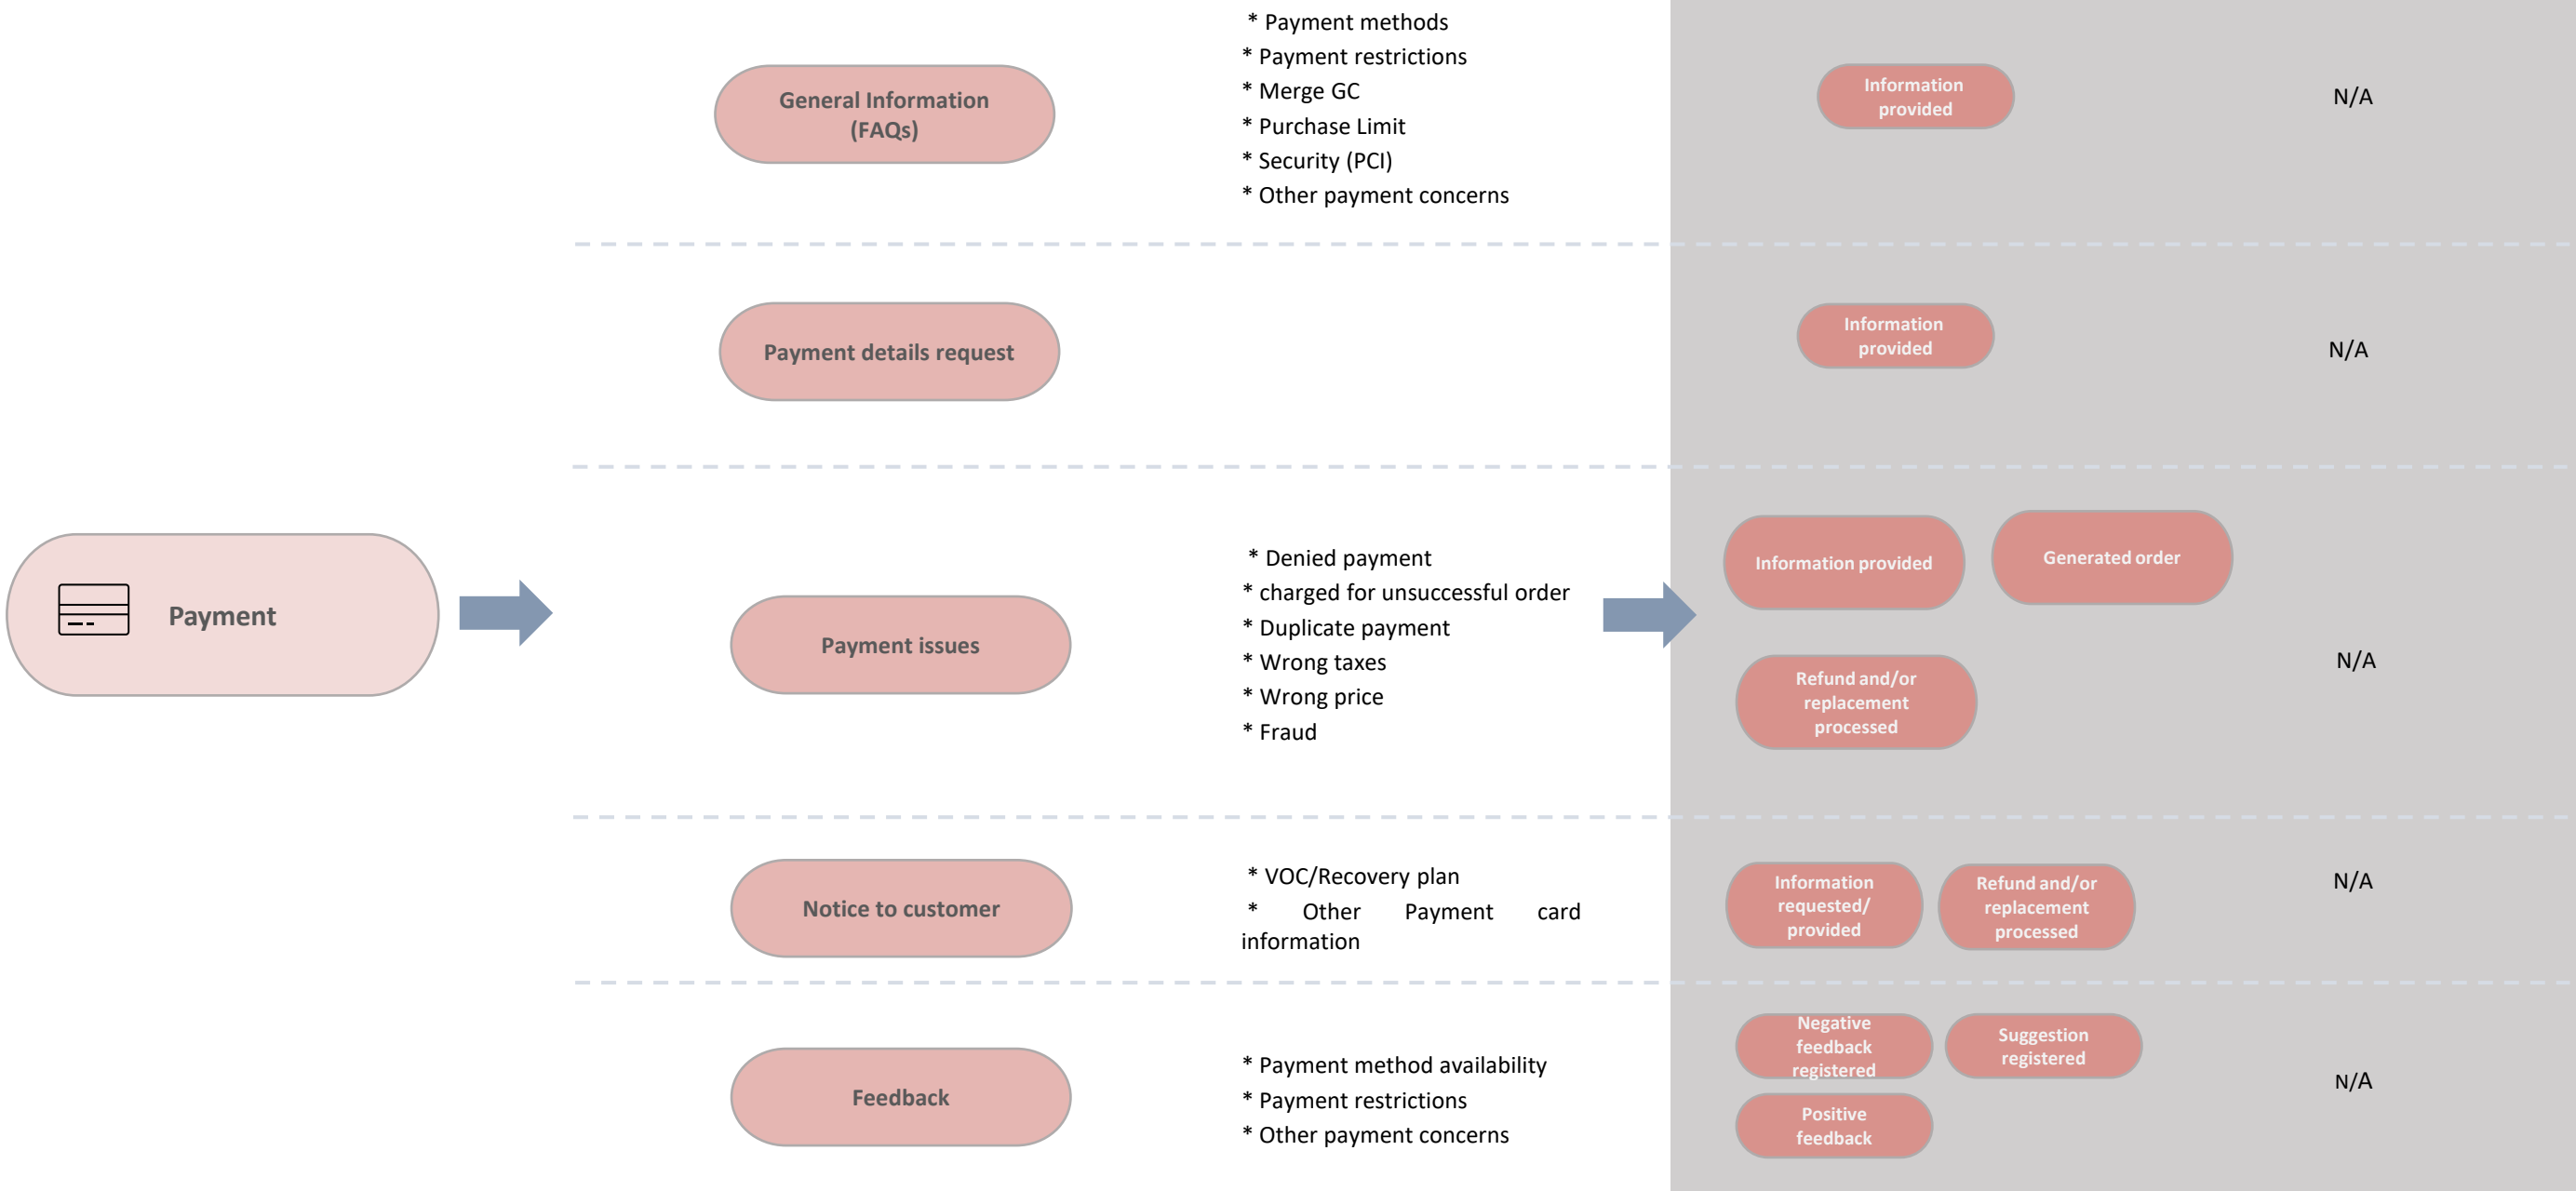 * Payment methods
* Payment restrictions
* Merge GC
* Purchase Limit
* Security (PCI)
* Other payment concerns
General Information
(FAQs)
Information
provided
N/A
Payment details request
Information
provided
N/A
Payment
Payment issues
* Denied payment
* charged for unsuccessful order
* Duplicate payment
* Wrong taxes
* Wrong price
* Fraud
Information provided
Generated order
Refund and/or
replacement
processed
N/A
Notice to customer
* VOC/Recovery plan
* Other Payment card
information
Information
requested/
provided
Refund and/or
replacement
processed
N/A
Feedback
* Payment method availability
* Payment restrictions
* Other payment concerns
Negative
feedback
registered
Suggestion
registered
Positive
feedback
N/A